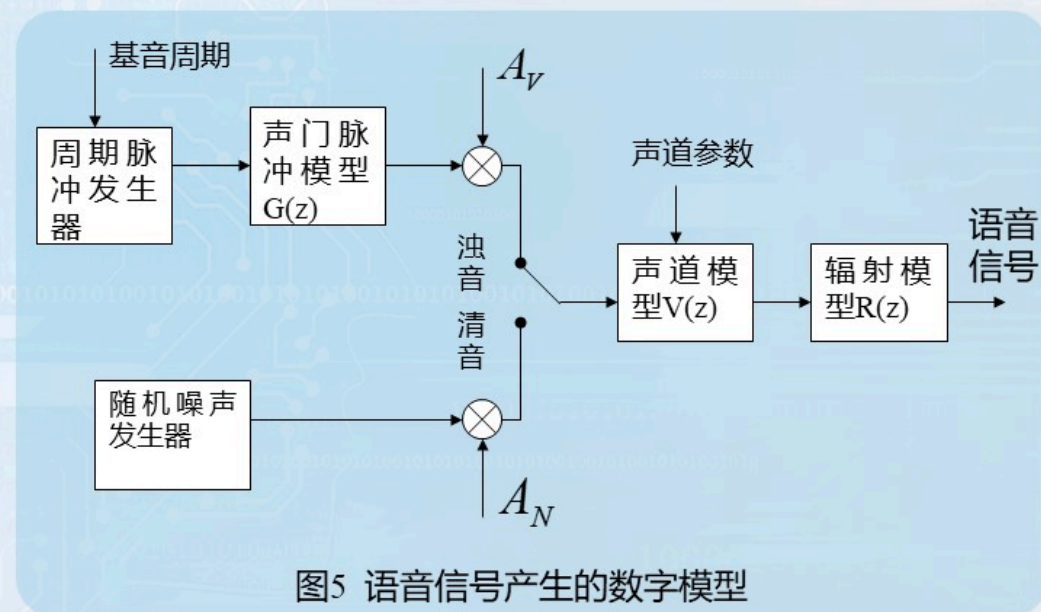 基音周期
周期脉
冲发生
器
声门脉
冲模型
G(z)
A_V
浊
音
清
音
声道参数
声道模
型V(z)
辐射模
型R(z)
语音
信号
随机噪声
发生器
A_N
图5 语音信号产生的数字模型